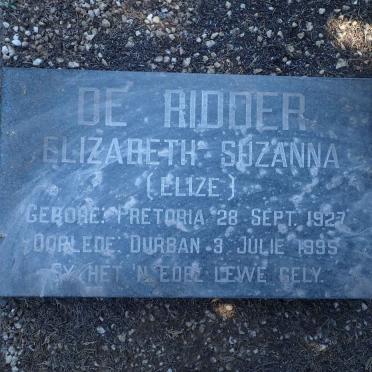 DE RIDDER
ELIZABETH SUZANNA
(ELIZE)
GEBORE: PRETORIA 28 SEPT. 1927
OORLEDE: DURBAN 3 JULIE 1995
SY HET 'N EDEL LEWE GELY.